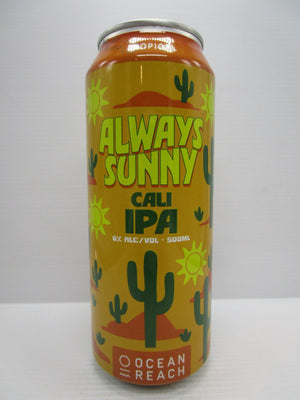 ALWAYS
SUNNY
CALI
IPA
6% ALC/VOL - 500ML
OCEAN
REACH